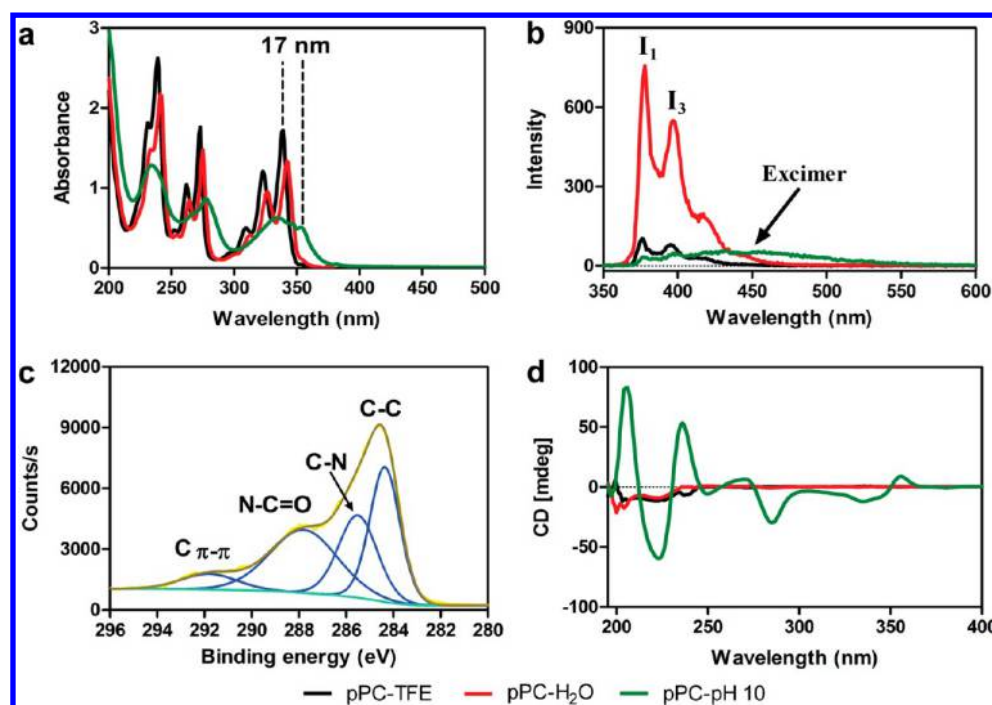 a
17 nm
Absorbance
3
2
1
0
200 250 300 350 400 450 500
Wavelength (nm)
b
I1
I3
Excimer
Intensity
900
600
300
0
350 400 450 500 550 600
Wavelength (nm)
c
C-C
C-N
N-C=O
C π-π
Counts/s
12000
9000
6000
3000
0
296 294 292 290 288 286 284 282 280
Binding energy (eV)
d
CD [mdeg]
100
50
0
-50
-100
200 250 300 350 400
Wavelength (nm)
pPC-TFE pPC-H₂O pPC-pH 10